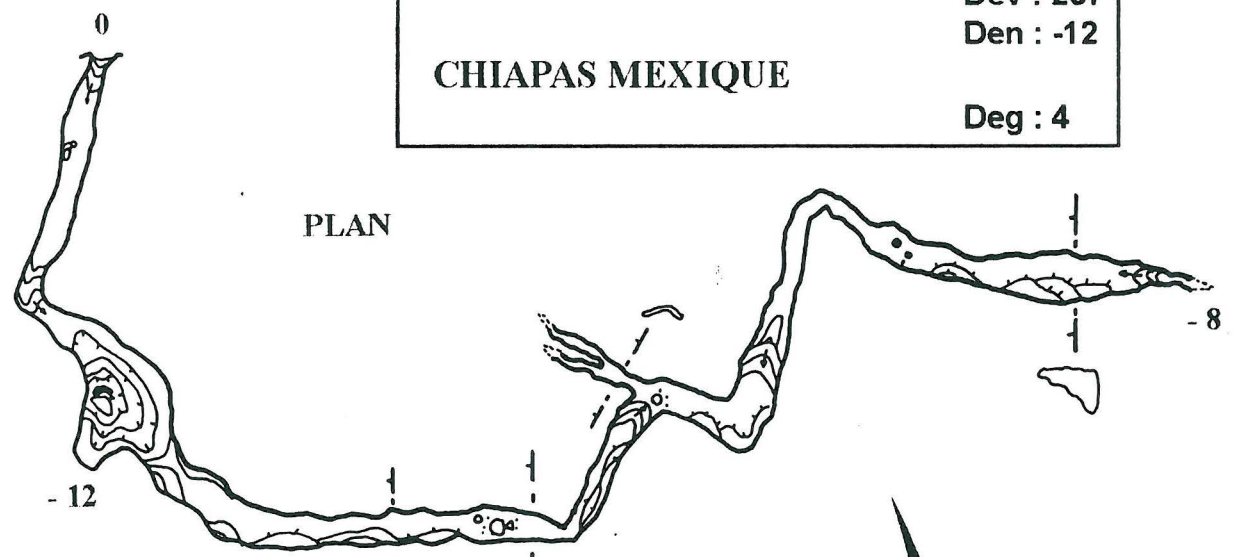 0
Den : -12
CHIAPAS MEXIQUE
Deg : 4
PLAN
- 8
- 12